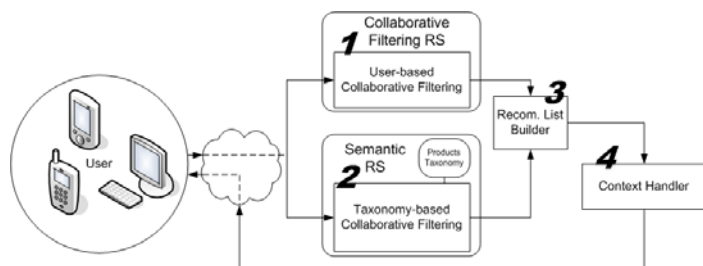 Collaborative
Filtering RS
1
User-based
Collaborative Filtering
3
Recom. List
Builder
User
Semantic
RS
Products
Taxonomy
2
Taxonomy-based
Collaborative Filtering
4
Context Handler